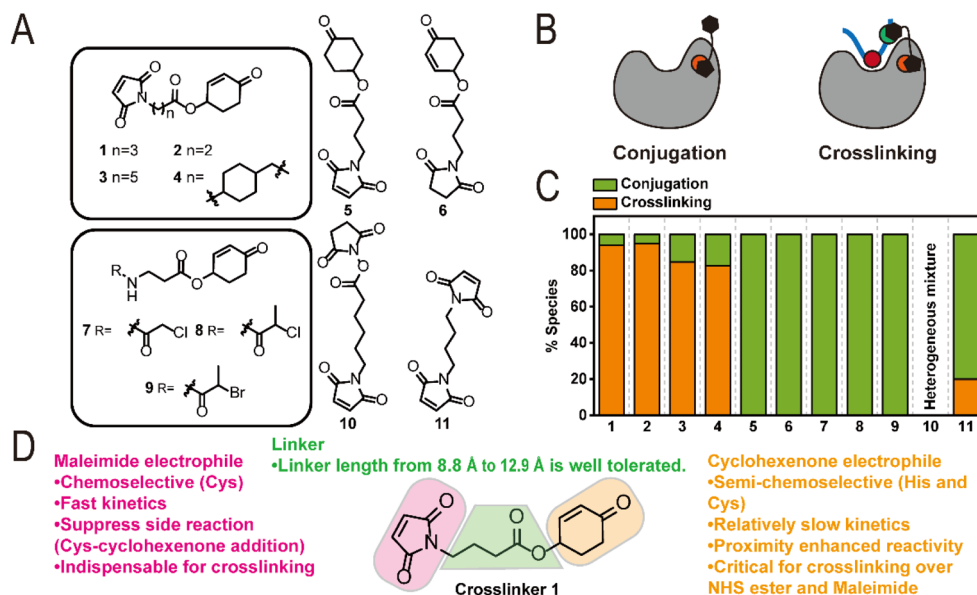 A
O
O
N
O
n
O
O
O
1 n=3
2 n=2
3 n=5
4 n=
R
N
H
O
O
O
7 R=
O
Cl
8 R=
O
Cl
9 R=
O
Br
O
O
O
O
N
O
5
O
O
O
O
N
O
6
O
N
O
O
O
O
N
O
10
O
N
O
O
N
O
11
B
Conjugation
Crosslinking
C
Conjugation
Crosslinking
% Species
100
80
60
40
20
0
Heterogeneous mixture
1 2 3 4 5 6 7 8 9 10 11
D
Maleimide electrophile
•Chemoselective (Cys)
•Fast kinetics
•Suppress side reaction
(Cys-cyclohexenone addition)
•Indispensable for crosslinking
Linker
•Linker length from 8.8 Å to 12.9 Å is well tolerated.
O
N
O
O
O
O
Crosslinker 1
Cyclohexenone electrophile
•Semi-chemoselective (His and
Cys)
•Relatively slow kinetics
•Proximity enhanced reactivity
•Critical for crosslinking over
NHS ester and Maleimide